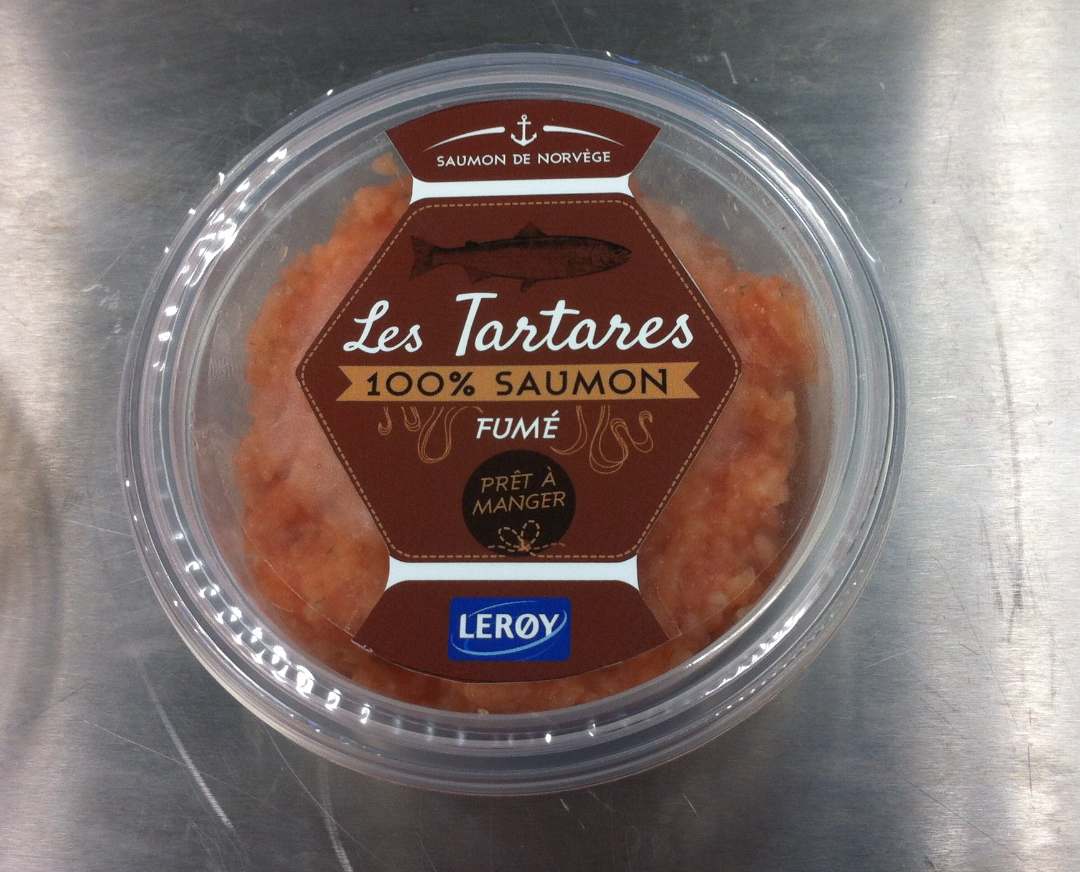 SAUMON DE NORVÈGE
Les Tartares
100% SAUMON
FUMÉ
PRÊT À
MANGER
LERØY